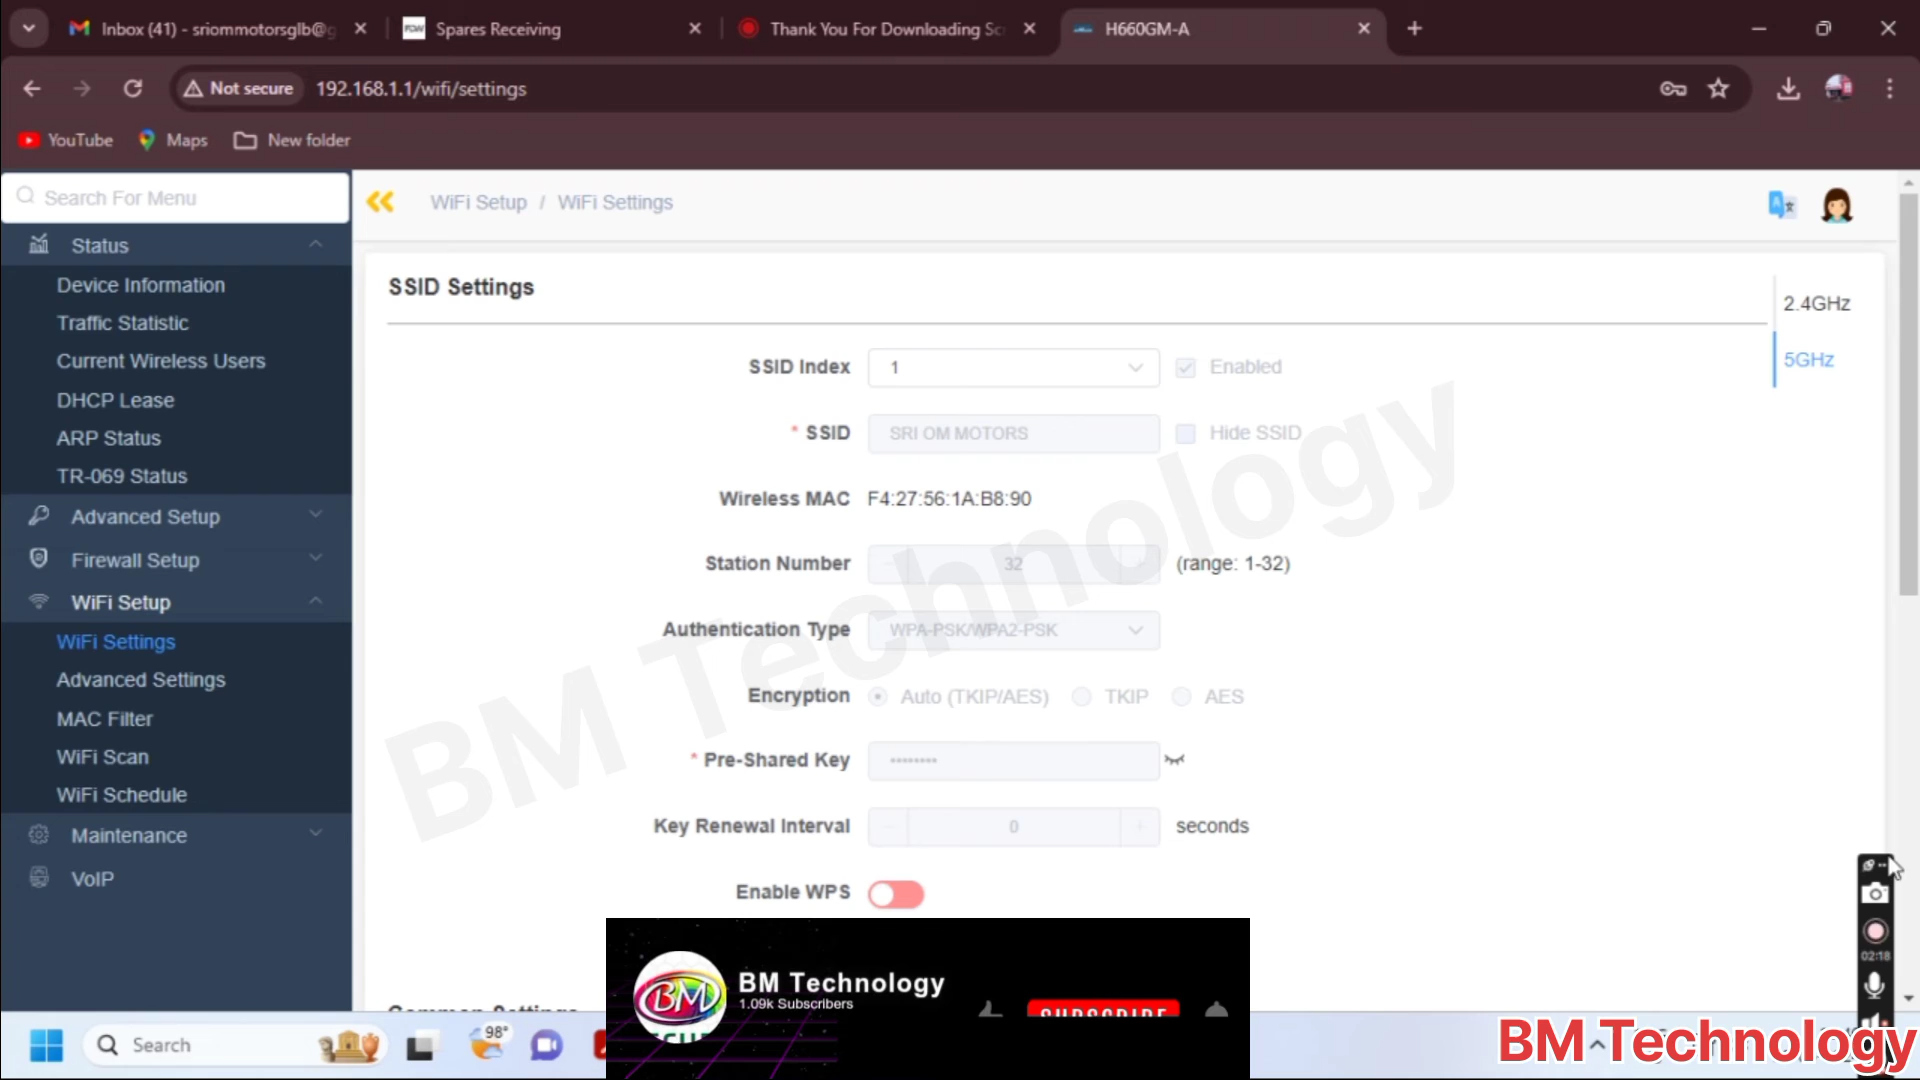 Inbox (41) - sriommotorsglb@g
Spares Receiving
Thank You For Downloading Scr
H660GM-A
Not secure
192.168.1.1/wifi/settings
YouTube
Maps
New folder
Search For Menu
WiFi Setup / WiFi Settings
Status
Device Information
Traffic Statistic
Current Wireless Users
DHCP Lease
ARP Status
TR-069 Status
Advanced Setup
Firewall Setup
WiFi Setup
WiFi Settings
Advanced Settings
MAC Filter
WiFi Scan
WiFi Schedule
Maintenance
VoIP
SSID Settings
2.4GHz
5GHz
SSID Index 1 Enabled
* SSID SRI OM MOTORS Hide SSID
Wireless MAC F4:27:56:1A:B8:90
Station Number 32 (range: 1-32)
Authentication Type WPA-PSK/WPA2-PSK
Encryption Auto (TKIP/AES) TKIP AES
* Pre-Shared Key ••••••••
Key Renewal Interval 0 seconds
Enable WPS
Common Settings
BM Technology
02:18
BM
BM Technology
1.09k Subscribers
SUBSCRIBE
Search
98°
BM Technology